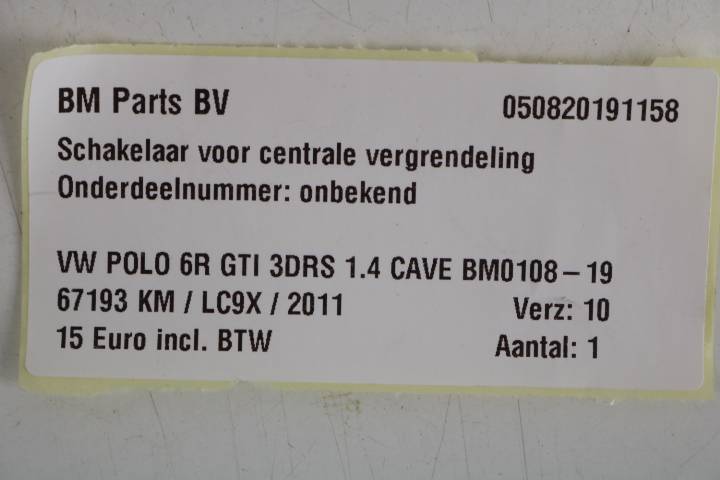 BM Parts BV 050820191158
Schakelaar voor centrale vergrendeling
Onderdeelnummer: onbekend
VW POLO 6R GTI 3DRS 1.4 CAVE BM0108-19
67193 KM / LC9X / 2011 Verz: 10
15 Euro incl. BTW Aantal: 1